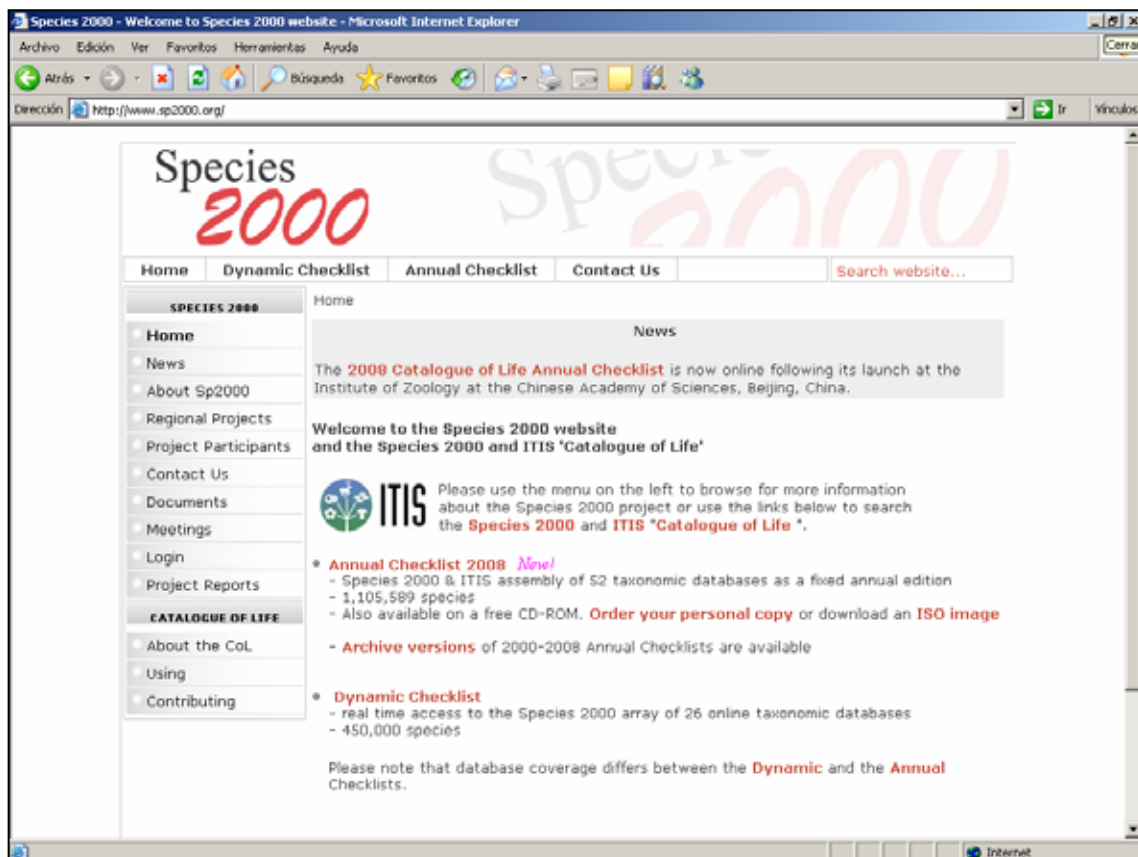 Species 2000 - Welcome to Species 2000 website - Microsoft Internet Explorer
Archivo Edición Ver Favoritos Herramientas Ayuda
Cerrar
Atrás Búsqueda Favoritos
Dirección http://www.sp2000.org/ Ir Vínculos
Species
2000
Species
2000
Home Dynamic Checklist Annual Checklist Contact Us Search website...
SPECIES 2000
Home
News
About Sp2000
Regional Projects
Project Participants
Contact Us
Documents
Meetings
Login
Project Reports
CATALOGUE OF LIFE
About the CoL
Using
Contributing
Home
News
The 2008 Catalogue of Life Annual Checklist is now online following its launch at the
Institute of Zoology at the Chinese Academy of Sciences, Beijing, China.
Welcome to the Species 2000 website
and the Species 2000 and ITIS 'Catalogue of Life'
ITIS
Please use the menu on the left to browse for more information
about the Species 2000 project or use the links below to search
the Species 2000 and ITIS "Catalogue of Life ".
Annual Checklist 2008 New!
- Species 2000 & ITIS assembly of 52 taxonomic databases as a fixed annual edition
- 1,105,589 species
- Also available on a free CD-ROM. Order your personal copy or download an ISO image
- Archive versions of 2000-2008 Annual Checklists are available
Dynamic Checklist
- real time access to the Species 2000 array of 26 online taxonomic databases
- 450,000 species
Please note that database coverage differs between the Dynamic and the Annual
Checklists.
Internet